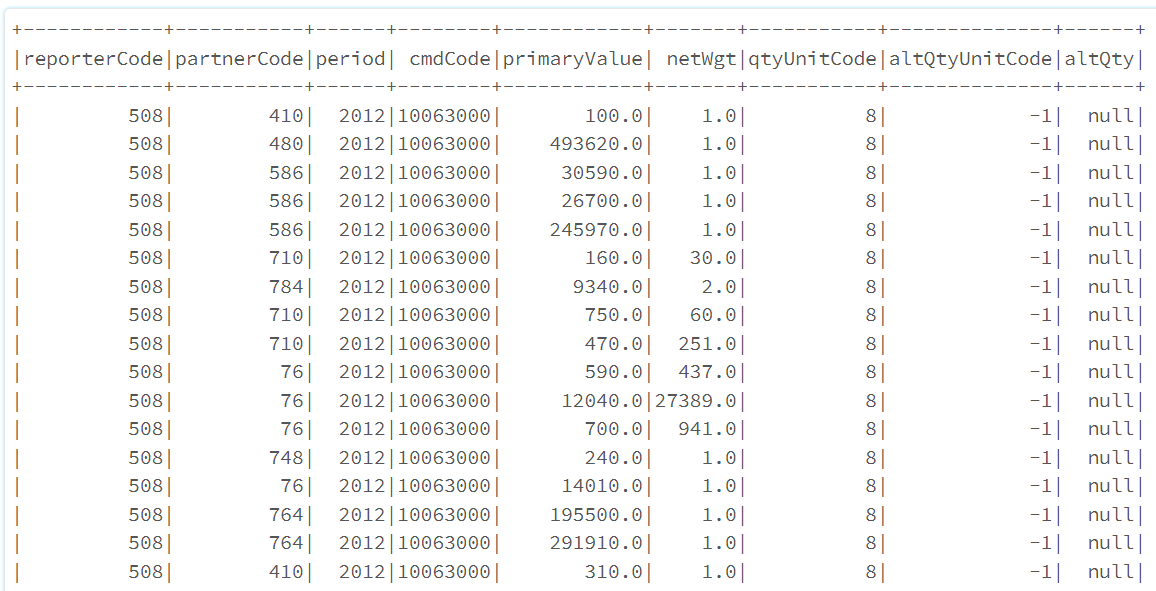 +------------+-----------+------+--------+------------+-------+-----------+--------------+------+
|reporterCode|partnerCode|period| cmdCode|primaryValue| netWgt|qtyUnitCode|altQtyUnitCode|altQty|
+------------+-----------+------+--------+------------+-------+-----------+--------------+------+
|         508|        410|  2012|10063000|       100.0|    1.0|          8|            -1|  null|
|         508|        480|  2012|10063000|    493620.0|    1.0|          8|            -1|  null|
|         508|        586|  2012|10063000|     30590.0|    1.0|          8|            -1|  null|
|         508|        586|  2012|10063000|     26700.0|    1.0|          8|            -1|  null|
|         508|        586|  2012|10063000|    245970.0|    1.0|          8|            -1|  null|
|         508|        710|  2012|10063000|       160.0|   30.0|          8|            -1|  null|
|         508|        784|  2012|10063000|      9340.0|    2.0|          8|            -1|  null|
|         508|        710|  2012|10063000|       750.0|   60.0|          8|            -1|  null|
|         508|        710|  2012|10063000|       470.0|  251.0|          8|            -1|  null|
|         508|         76|  2012|10063000|       590.0|  437.0|          8|            -1|  null|
|         508|         76|  2012|10063000|     12040.0|27389.0|          8|            -1|  null|
|         508|         76|  2012|10063000|       700.0|  941.0|          8|            -1|  null|
|         508|        748|  2012|10063000|       240.0|    1.0|          8|            -1|  null|
|         508|         76|  2012|10063000|     14010.0|    1.0|          8|            -1|  null|
|         508|        764|  2012|10063000|    195500.0|    1.0|          8|            -1|  null|
|         508|        764|  2012|10063000|    291910.0|    1.0|          8|            -1|  null|
|         508|        410|  2012|10063000|       310.0|    1.0|          8|            -1|  null|